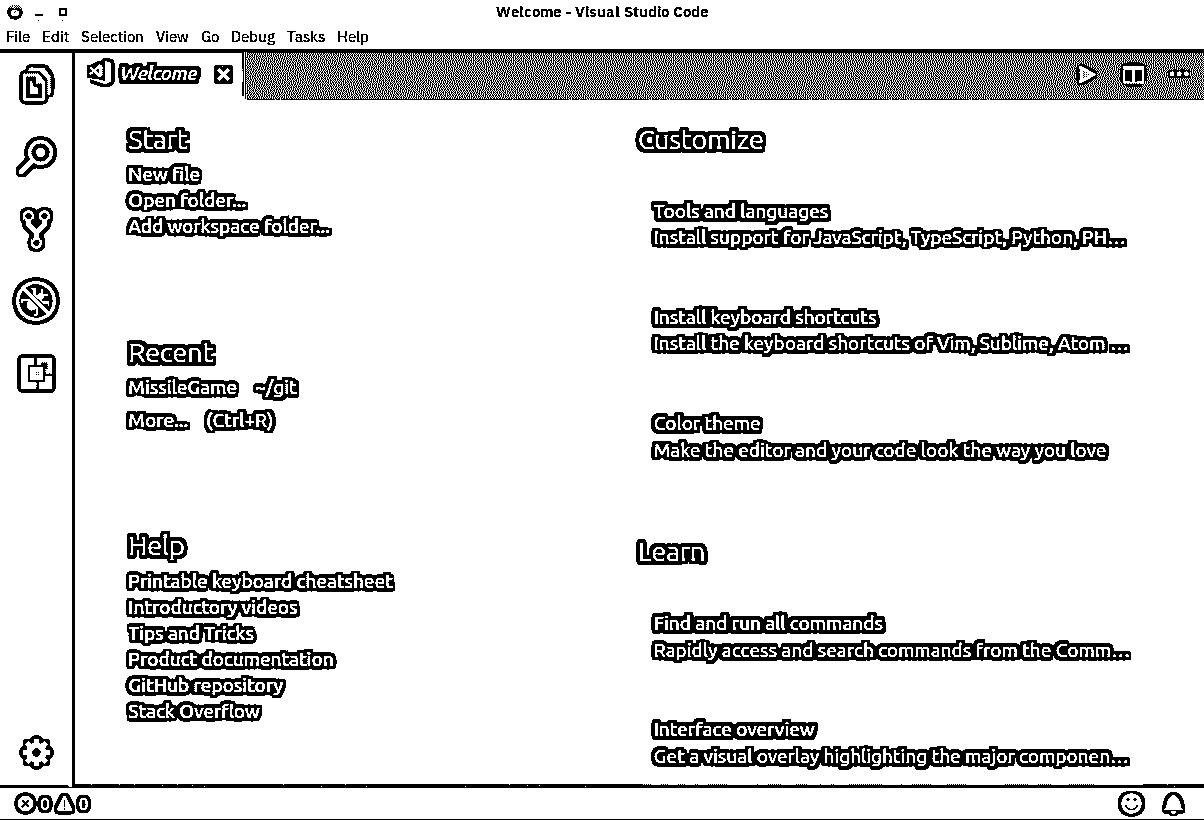 Welcome - Visual Studio Code
File Edit Selection View Go Debug Tasks Help
Welcome
Start
New file
Open folder...
Add workspace folder...
Recent
MissileGame ~/git
More... (Ctrl+R)
Help
Printable keyboard cheatsheet
Introductory videos
Tips and Tricks
Product documentation
GitHub repository
Stack Overflow
Customize
Tools and languages
Install support for JavaScript, TypeScript, Python, PH...
Install keyboard shortcuts
Install the keyboard shortcuts of Vim, Sublime, Atom ...
Color theme
Make the editor and your code look the way you love
Learn
Find and run all commands
Rapidly access and search commands from the Comm...
Interface overview
Get a visual overlay highlighting the major componen...
0 0